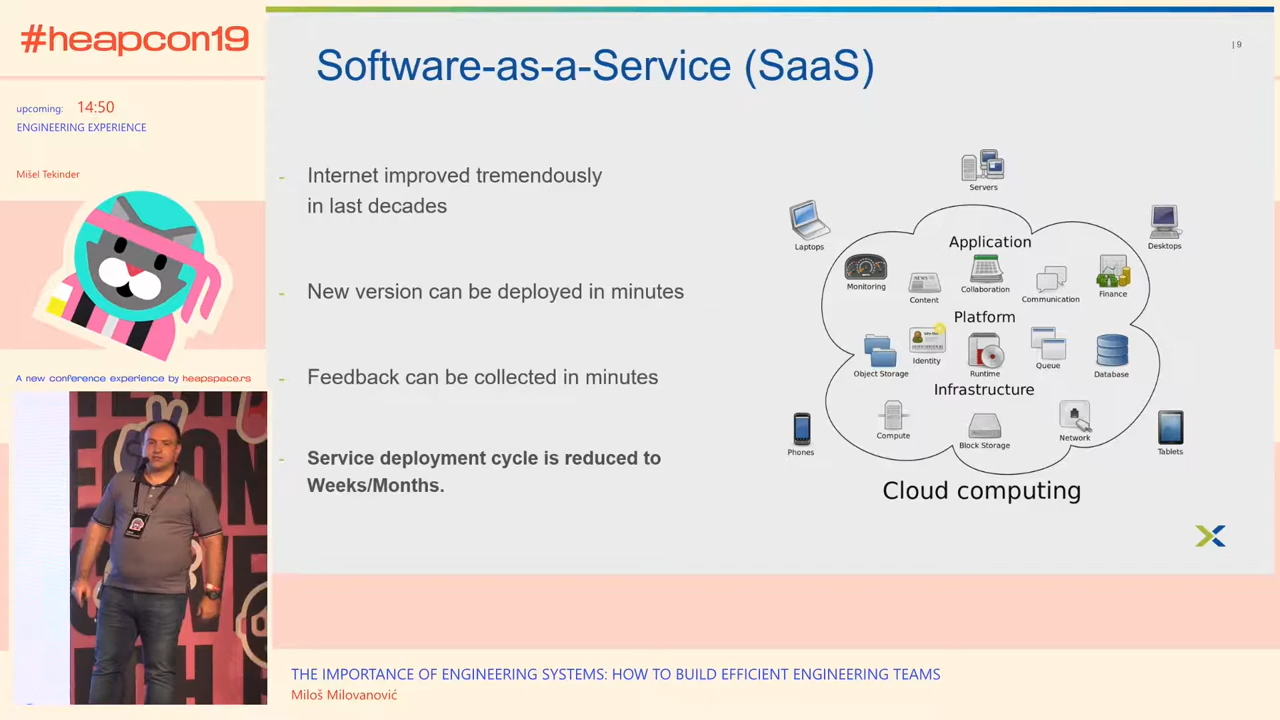 #heapcon19
upcoming: 14:50
ENGINEERING EXPERIENCE
Mišel Tekinder
A new conference experience by heapspace.rs
Software-as-a-Service (SaaS)
| 9
- Internet improved tremendously
in last decades
- New version can be deployed in minutes
- Feedback can be collected in minutes
- Service deployment cycle is reduced to
Weeks/Months.
Servers
Laptops
Desktops
Application
Monitoring
Content
Collaboration
Communication
Finance
Platform
Object Storage
Identity
Runtime
Queue
Database
Infrastructure
Compute
Block Storage
Network
Phones
Tablets
Cloud computing
THE IMPORTANCE OF ENGINEERING SYSTEMS: HOW TO BUILD EFFICIENT ENGINEERING TEAMS
Miloš Milovanović